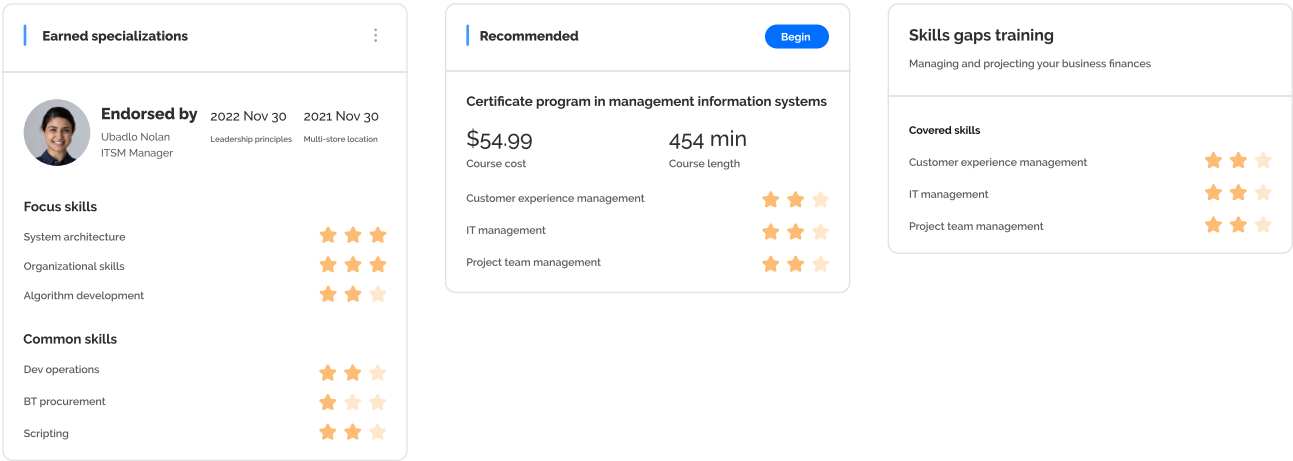 Earned specializations
Endorsed by
Ubadlo Nolan
ITSM Manager
2022 Nov 30
Leadership principles
2021 Nov 30
Multi-store location
Focus skills
System architecture
Organizational skills
Algorithm development
Common skills
Dev operations
BT procurement
Scripting
Recommended
Begin
Certificate program in management information systems
$54.99
Course cost
454 min
Course length
Customer experience management
IT management
Project team management
Skills gaps training
Managing and projecting your business finances
Covered skills
Customer experience management
IT management
Project team management